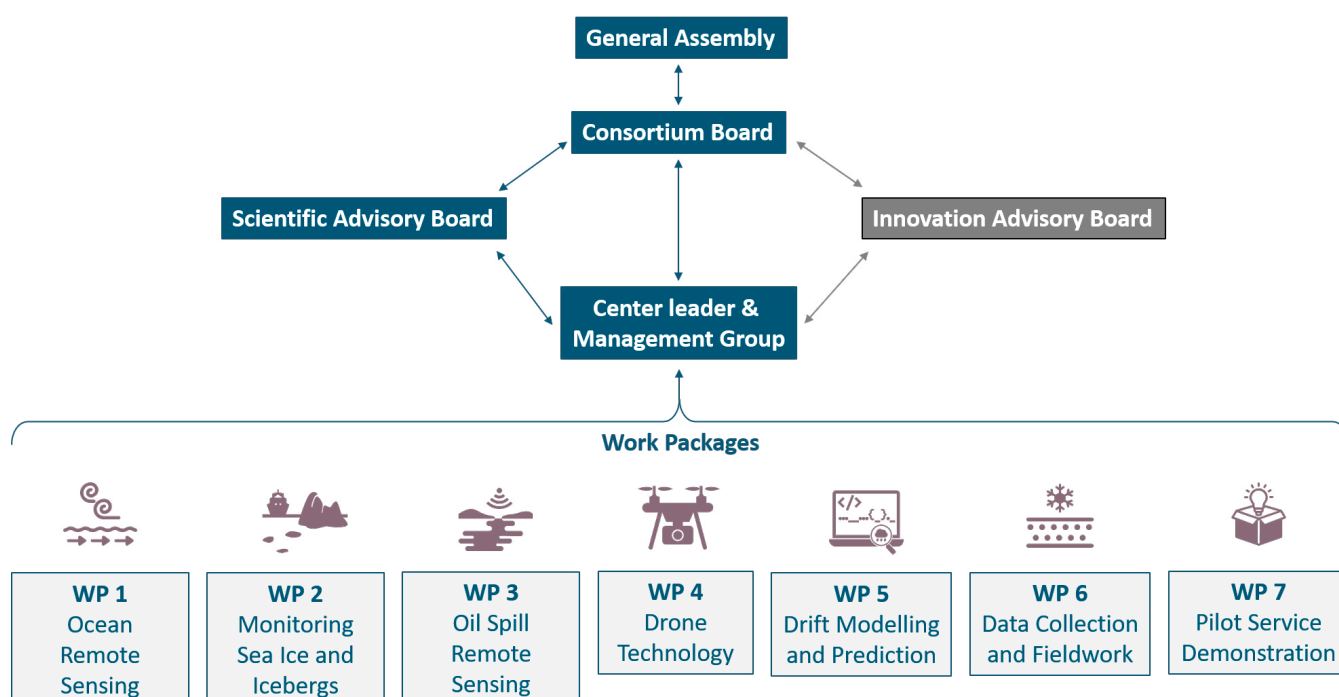 General Assembly
Consortium Board
Scientific Advisory Board
Innovation Advisory Board
Center leader &
Management Group
Work Packages
</>
WP 1
Ocean
Remote
Sensing
WP 2
Monitoring
Sea Ice and
Icebergs
WP 3
Oil Spill
Remote
Sensing
WP 4
Drone
Technology
WP 5
Drift Modelling
and Prediction
WP 6
Data Collection
and Fieldwork
WP 7
Pilot Service
Demonstration